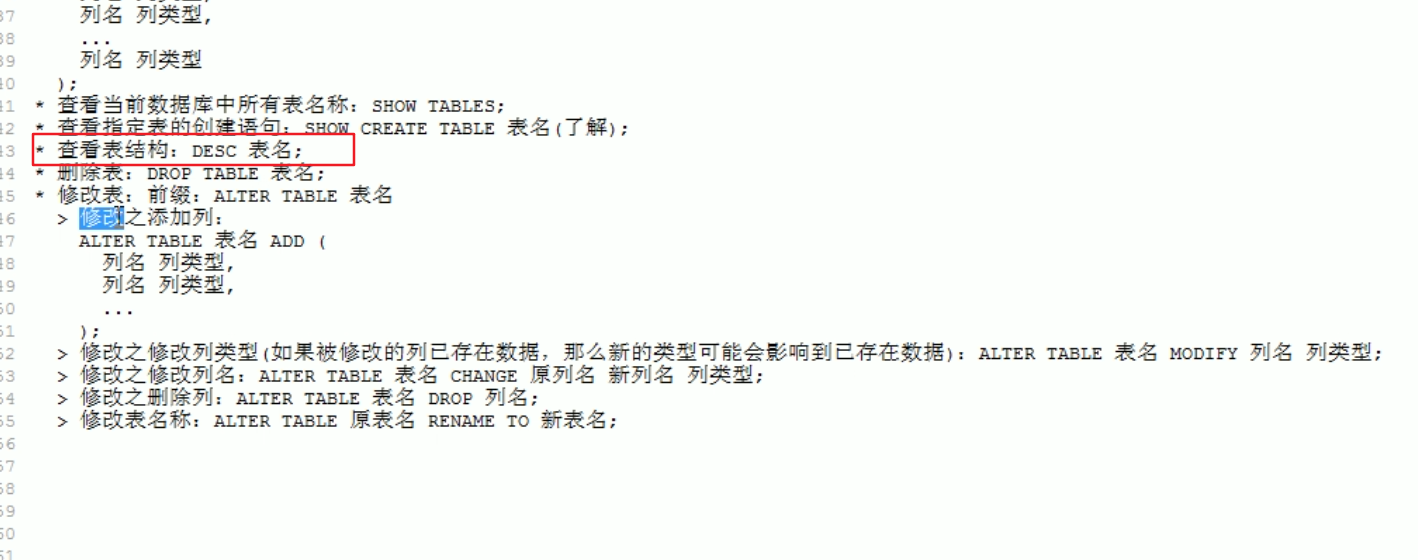 37 列名 列类型,
38 ...
39 列名 列类型
40 );
41 * 查看当前数据库中所有表名称: SHOW TABLES;
42 * 查看指定表的创建语句: SHOW CREATE TABLE 表名(了解);
43 * 查看表结构: DESC 表名;
44 * 删除表: DROP TABLE 表名;
45 * 修改表: 前缀: ALTER TABLE 表名
46 > 修改之添加列:
47 ALTER TABLE 表名 ADD (
48 列名 列类型,
49 列名 列类型,
50 ...
51 );
52 > 修改之修改列类型(如果被修改的列已存在数据, 那么新的类型可能会影响到已存在数据): ALTER TABLE 表名 MODIFY 列名 列类型;
53 > 修改之修改列名: ALTER TABLE 表名 CHANGE 原列名 新列名 列类型;
54 > 修改之删除列: ALTER TABLE 表名 DROP 列名;
55 > 修改表名称: ALTER TABLE 原表名 RENAME TO 新表名;
56
57
58
59
60